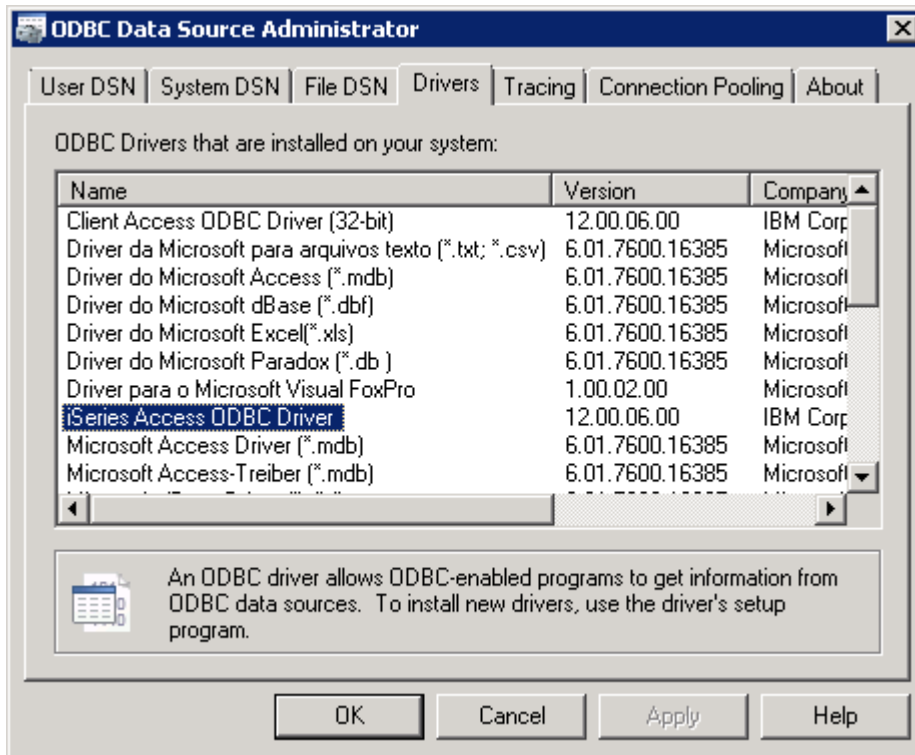 ODBC Data Source Administrator
User DSN System DSN File DSN Drivers Tracing Connection Pooling About
ODBC Drivers that are installed on your system:
Name Version Company
Client Access ODBC Driver (32-bit) 12.00.06.00 IBM Corp
Driver da Microsoft para arquivos texto (*.txt; *.csv) 6.01.7600.16385 Microsoft
Driver do Microsoft Access (*.mdb) 6.01.7600.16385 Microsoft
Driver do Microsoft dBase (*.dbf) 6.01.7600.16385 Microsoft
Driver do Microsoft Excel(*.xls) 6.01.7600.16385 Microsoft
Driver do Microsoft Paradox (*.db ) 6.01.7600.16385 Microsoft
Driver para o Microsoft Visual FoxPro 1.00.02.00 Microsoft
iSeries Access ODBC Driver 12.00.06.00 IBM Corp
Microsoft Access Driver (*.mdb) 6.01.7600.16385 Microsoft
Microsoft Access-Treiber (*.mdb) 6.01.7600.16385 Microsoft
An ODBC driver allows ODBC-enabled programs to get information from
ODBC data sources. To install new drivers, use the driver's setup
program.
OK Cancel Apply Help